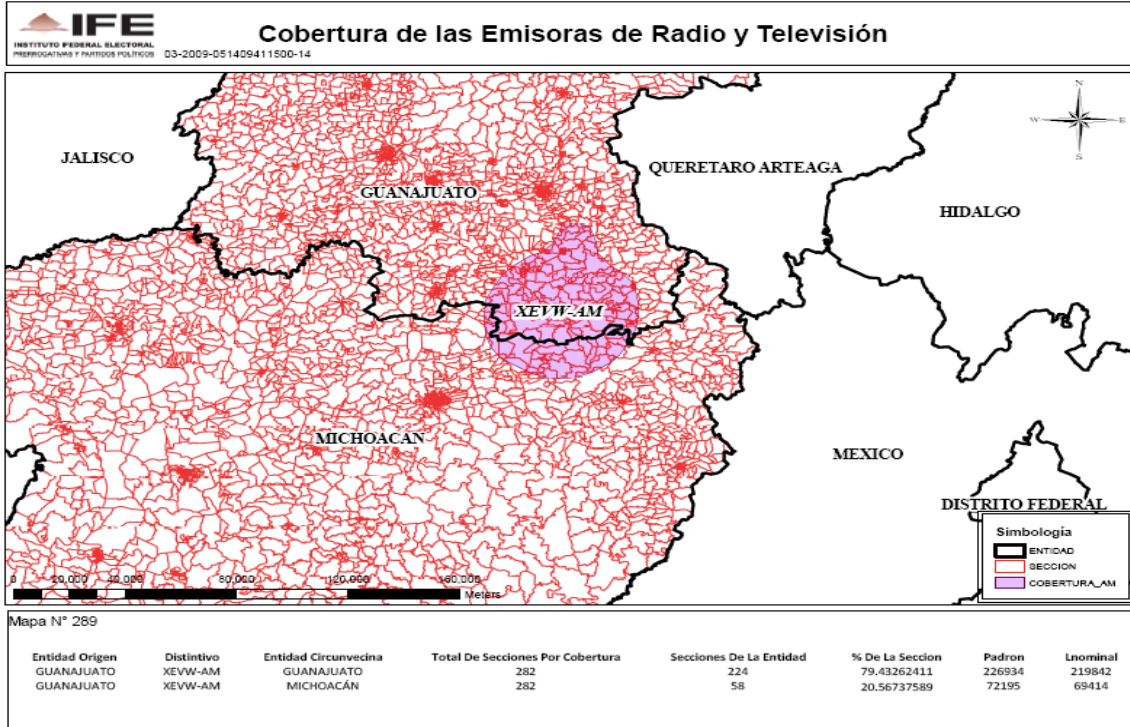 IFE
INSTITUTO FEDERAL ELECTORAL
PRERROGATIVAS Y PARTIDOS POLÍTICOS
03-2009-051409411500-14
Cobertura de las Emisoras de Radio y Televisión
N
W
E
S
JALISCO
GUANAJUATO
QUERETARO ARTEAGA
HIDALGO
XEVW-AM
MICHOACÁN
MEXICO
DISTRITO FEDERAL
Simbología
ENTIDAD
SECCION
COBERTURA_AM
0 20,000 40,000 80,000 120,000 160,000
Meters
Mapa N° 289
Entidad Origen Distintivo Entidad Circunvecina Total De Secciones Por Cobertura Secciones De La Entidad % De La Seccion Padron Lnominal
GUANAJUATO XEVW-AM GUANAJUATO 282 224 79.43262411 226934 219842
GUANAJUATO XEVW-AM MICHOACÁN 282 58 20.56737589 72195 69414